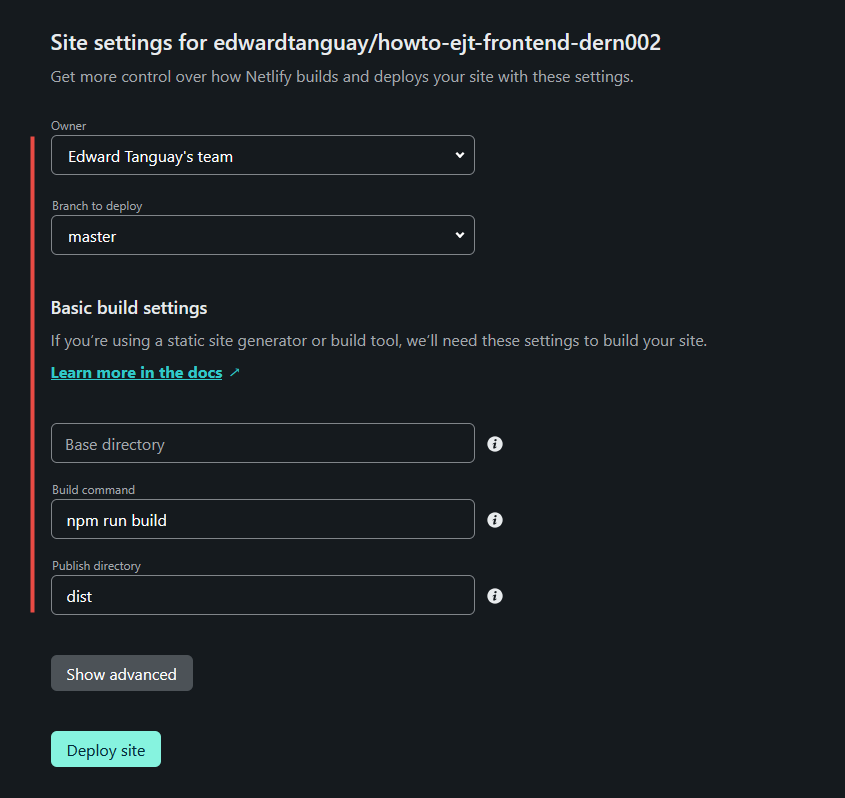 Site settings for edwardtanguay/howto-ejt-frontend-dern002
Get more control over how Netlify builds and deploys your site with these settings.
Owner
Edward Tanguay's team
Branch to deploy
master
Basic build settings
If you’re using a static site generator or build tool, we’ll need these settings to build your site.
Learn more in the docs ↗
Base directory
Build command
npm run build
Publish directory
dist
Show advanced
Deploy site